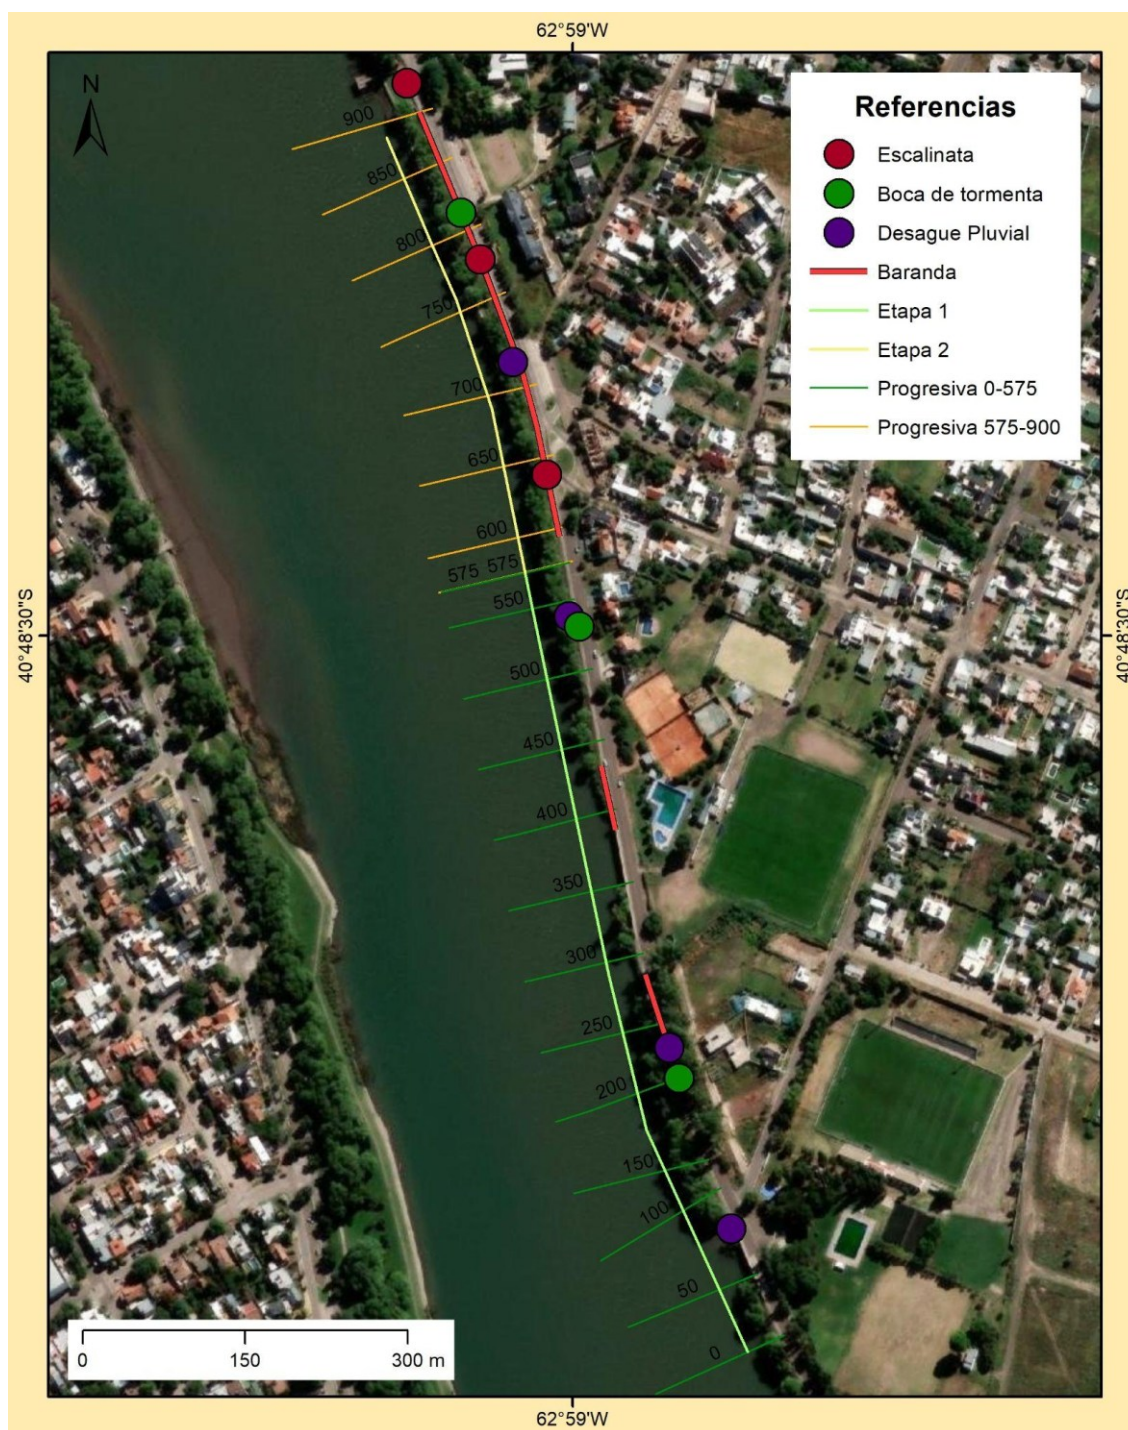 62°59'W
N
Referencias
Escalinata
Boca de tormenta
Desague Pluvial
Baranda
Etapa 1
Etapa 2
Progresiva 0-575
Progresiva 575-900
900
850
800
750
700
650
600
575 575
550
40°48'30"S
40°48'30"S
500
450
400
350
300
250
200
150
100
50
0
0 150 300 m
62°59'W